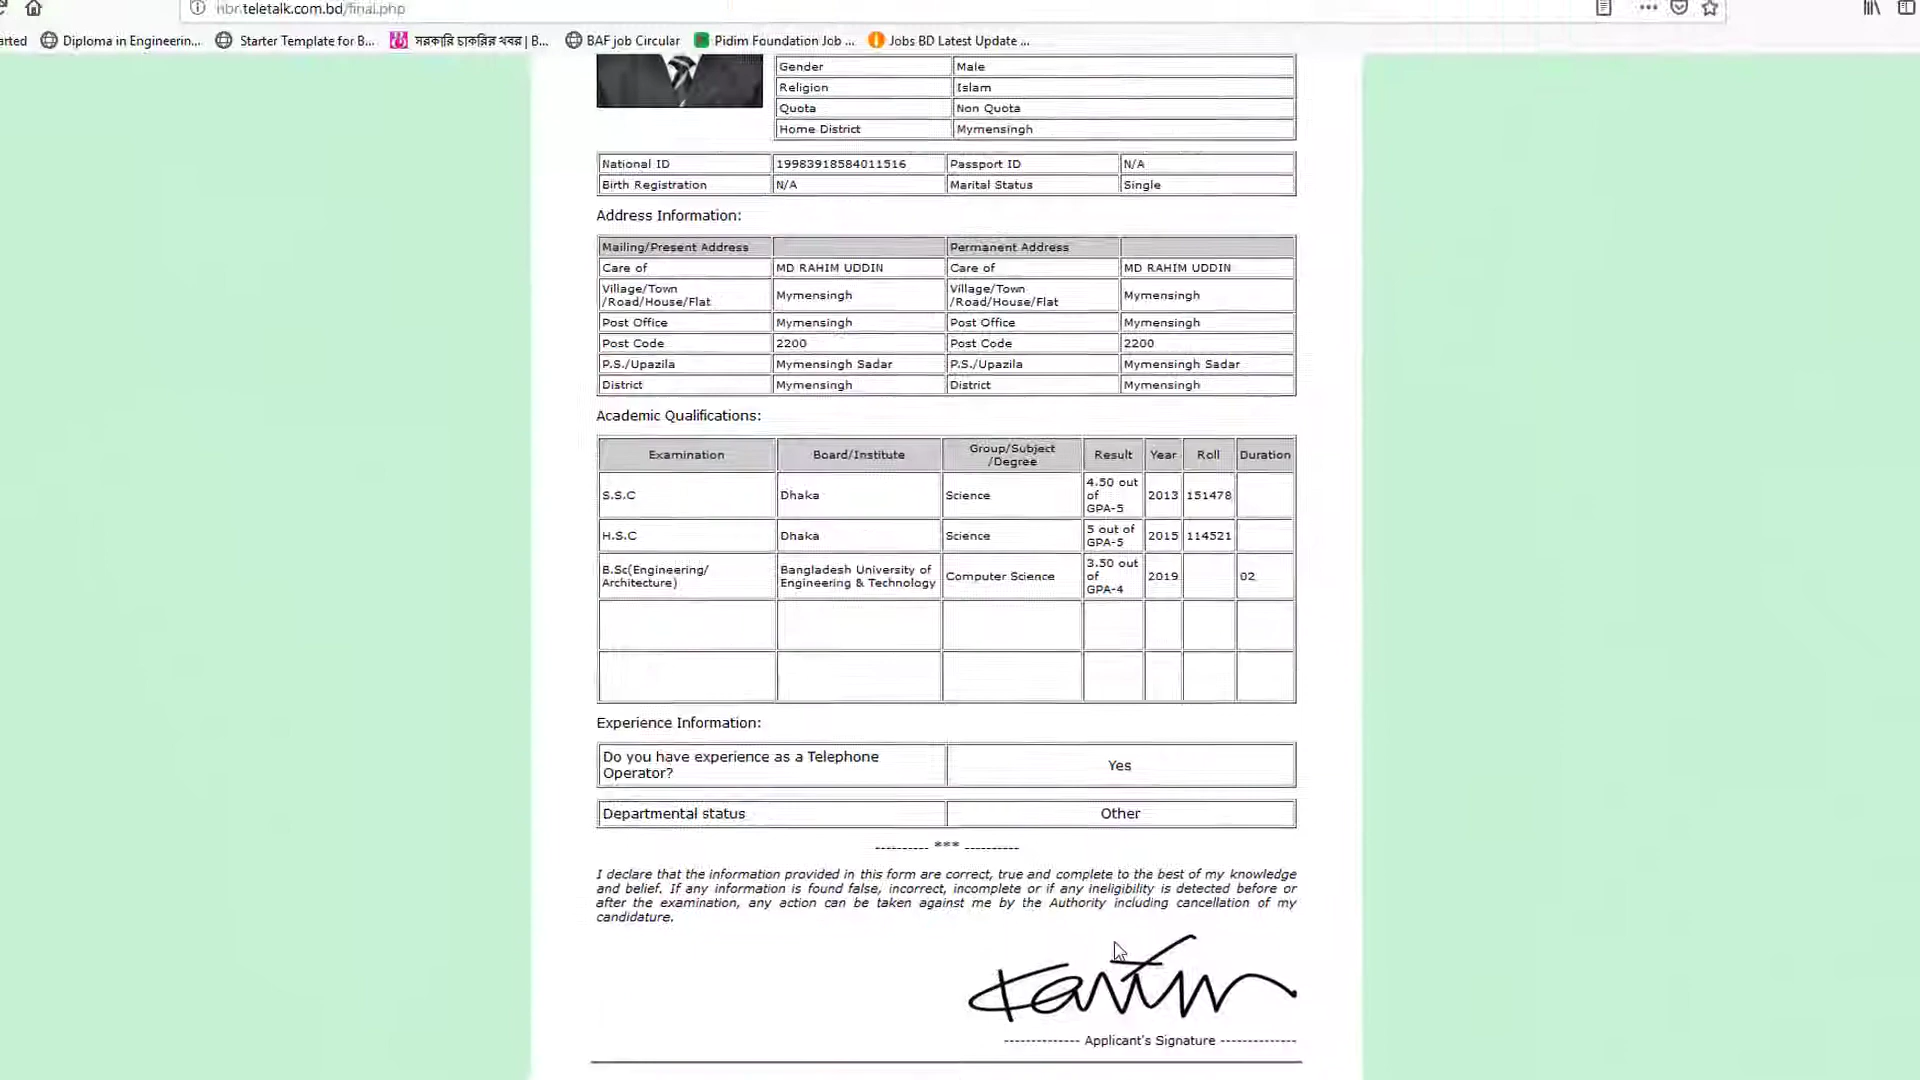 nbr.teletalk.com.bd/final.php
arted Diploma in Engineerin... Starter Template for B... সরকারি চাকরির খবর | B... BAF job Circular Pidim Foundation Job ... Jobs BD Latest Update ...
Gender Male
Religion Islam
Quota Non Quota
Home District Mymensingh
National ID 19983918584011516 Passport ID N/A
Birth Registration N/A Marital Status Single
Address Information:
Mailing/Present Address Permanent Address
Care of MD RAHIM UDDIN Care of MD RAHIM UDDIN
Village/Town
/Road/House/Flat Mymensingh Village/Town
/Road/House/Flat Mymensingh
Post Office Mymensingh Post Office Mymensingh
Post Code 2200 Post Code 2200
P.S./Upazila Mymensingh Sadar P.S./Upazila Mymensingh Sadar
District Mymensingh District Mymensingh
Academic Qualifications:
Examination Board/Institute Group/Subject
/Degree Result Year Roll Duration
S.S.C Dhaka Science 4.50 out
of
GPA-5 2013 151478
H.S.C Dhaka Science 5 out of
GPA-5 2015 114521
B.Sc(Engineering/
Architecture) Bangladesh University of
Engineering & Technology Computer Science 3.50 out
of
GPA-4 2019 02
Experience Information:
Do you have experience as a Telephone
Operator? Yes
Departmental status Other
---------- *** ----------
I declare that the information provided in this form are correct, true and complete to the best of my knowledge
and belief. If any information is found false, incorrect, incomplete or if any ineligibility is detected before or
after the examination, any action can be taken against me by the Authority including cancellation of my
candidature.
Karim
-------------- Applicant's Signature --------------